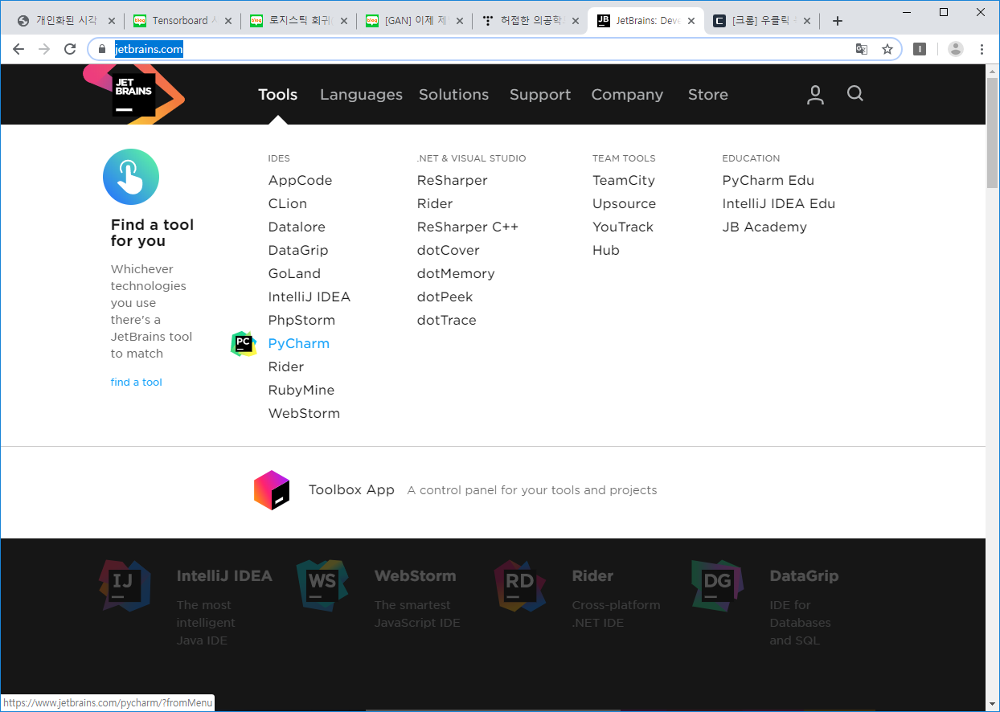 개인화된 시각
Tensorboard 사
로지스틱 회귀
[GAN] 이제 저
허접한 의공학
JetBrains: Deve
[크롬] 우클릭
jetbrains.com
JET
BRAINS
Tools Languages Solutions Support Company Store
Find a tool
for you
Whichever
technologies
you use
there's a
JetBrains tool
to match
find a tool
IDES
AppCode
CLion
Datalore
DataGrip
GoLand
IntelliJ IDEA
PhpStorm
PC
PyCharm
Rider
RubyMine
WebStorm
.NET & VISUAL STUDIO
ReSharper
Rider
ReSharper C++
dotCover
dotMemory
dotPeek
dotTrace
TEAM TOOLS
TeamCity
Upsource
YouTrack
Hub
EDUCATION
PyCharm Edu
IntelliJ IDEA Edu
JB Academy
Toolbox App A control panel for your tools and projects
IJ
IntelliJ IDEA
The most
intelligent
Java IDE
WS
WebStorm
The smartest
JavaScript IDE
RD
Rider
Cross-platform
.NET IDE
DG
DataGrip
IDE for
Databases
and SQL
https://www.jetbrains.com/pycharm/?fromMenu